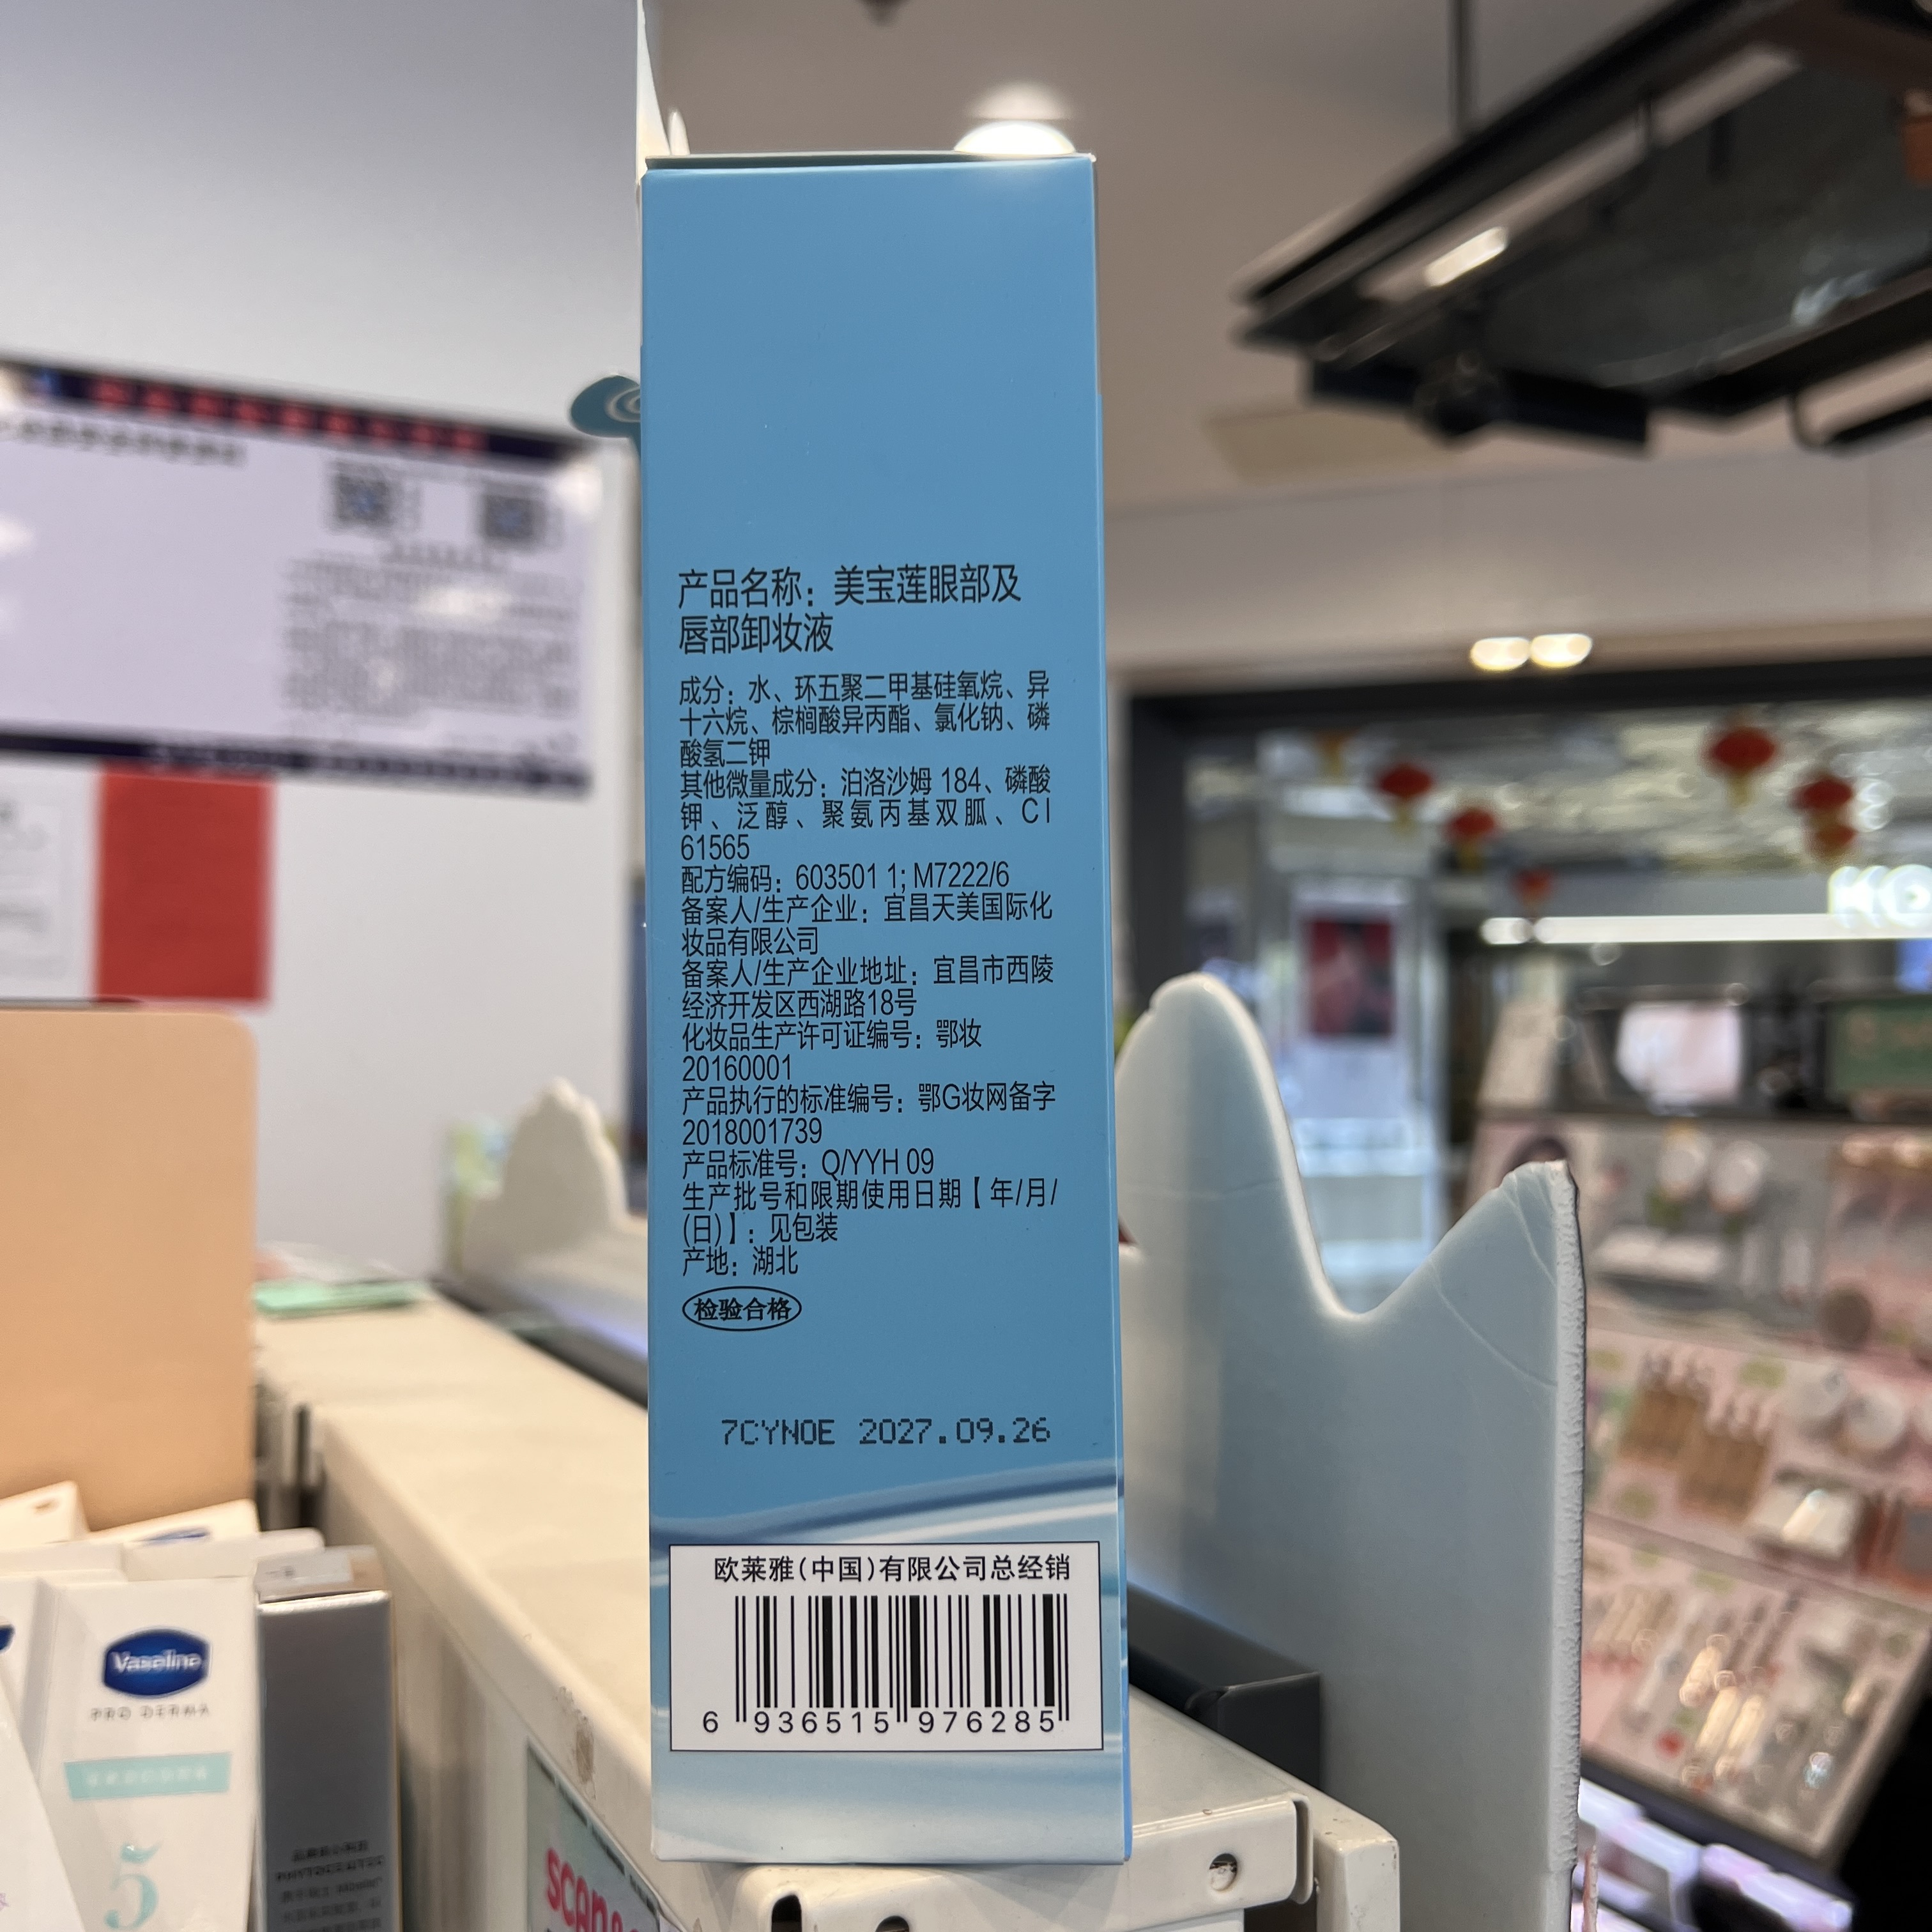 产品名称：美宝莲眼部及
唇部卸妆液
成分：水、环五聚二甲基硅氧烷、异
十六烷、棕榈酸异丙酯、氯化钠、磷
酸氢二钾
其他微量成分：泊洛沙姆 184、磷酸
钾、泛醇、聚氨丙基双胍、CI
61565
配方编码：603501 1; M7222/6
备案人/生产企业：宜昌天美国际化
妆品有限公司
备案人/生产企业地址：宜昌市西陵
经济开发区西湖路18号
化妆品生产许可证编号：鄂妆
20160001
产品执行的标准编号：鄂G妆网备字
2018001739
产品标准号：Q/YYH 09
生产批号和限期使用日期【年/月/
(日)】：见包装
产地：湖北
检验合格
7CYN0E 2027.09.26
欧莱雅(中国)有限公司总经销
6 936515 976285
Vaseline
PRO DERMA
5